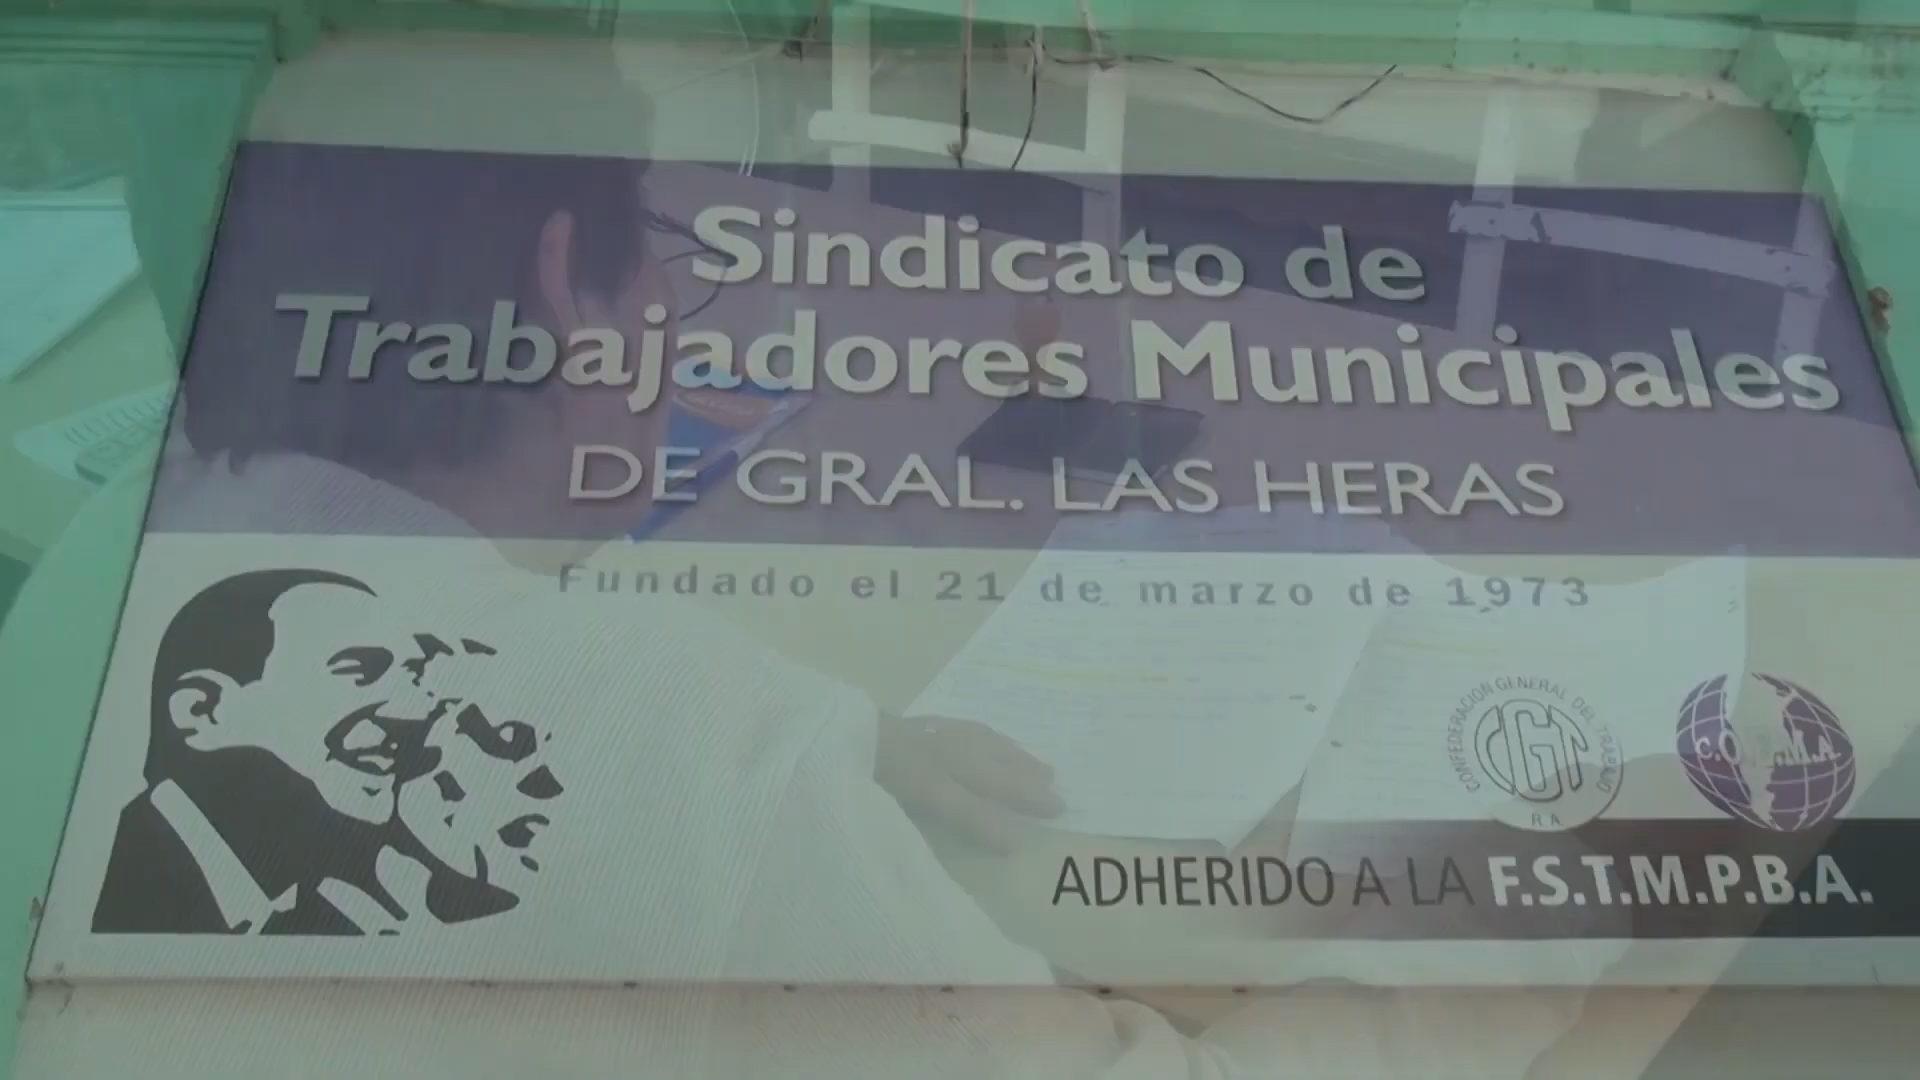 Sindicato de
Trabajadores Municipales
DE GRAL. LAS HERAS
Fundado el 21 de marzo de 1973
CONFEDERACION GENERAL DEL TRABAJO
CGT
R.A.
ADHERIDO A LA F.S.T.M.P.B.A.